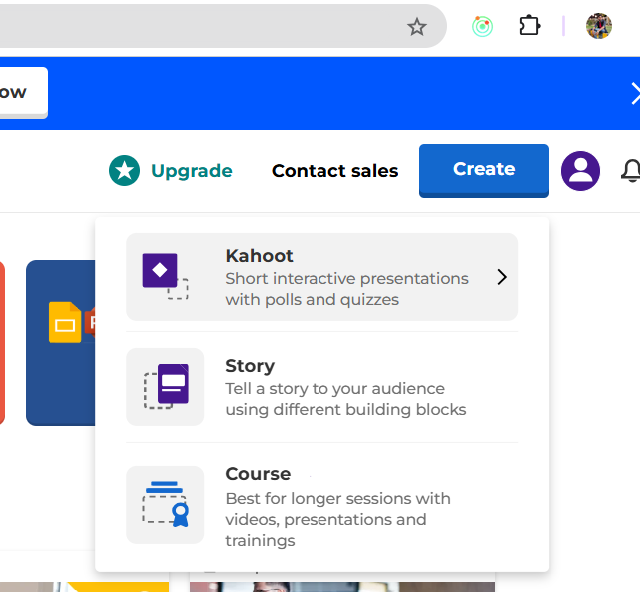 ow
Upgrade
Contact sales
Create
Kahoot
Short interactive presentations
with polls and quizzes
Story
Tell a story to your audience
using different building blocks
Course
Best for longer sessions with
videos, presentations and
trainings